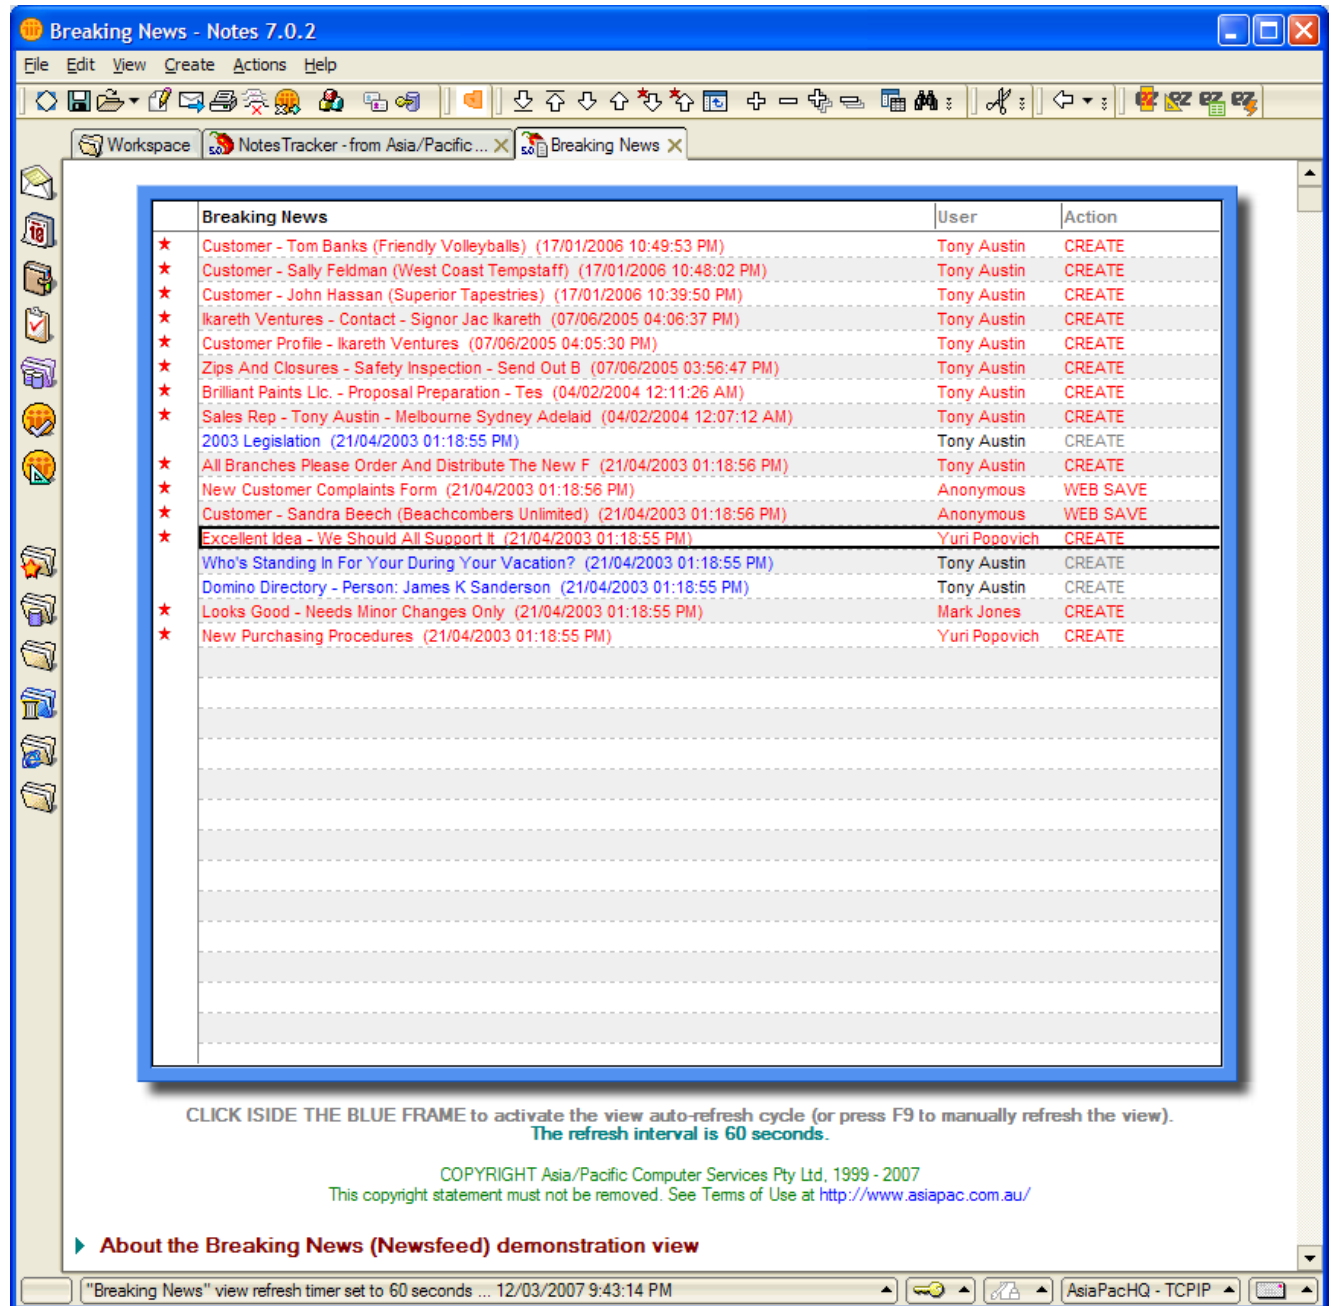 Breaking News - Notes 7.0.2
File Edit View Create Actions Help
Workspace NotesTracker - from Asia/Pacific ... Breaking News
Breaking News User Action
Customer - Tom Banks (Friendly Volleyballs) (17/01/2006 10:49:53 PM) Tony Austin CREATE
Customer - Sally Feldman (West Coast Tempstaff) (17/01/2006 10:48:02 PM) Tony Austin CREATE
Customer - John Hassan (Superior Tapestries) (17/01/2006 10:39:50 PM) Tony Austin CREATE
Ikareth Ventures - Contact - Signor Jac Ikareth (07/06/2005 04:06:37 PM) Tony Austin CREATE
Customer Profile - Ikareth Ventures (07/06/2005 04:05:30 PM) Tony Austin CREATE
Zips And Closures - Safety Inspection - Send Out B (07/06/2005 03:56:47 PM) Tony Austin CREATE
Brilliant Paints Llc. - Proposal Preparation - Tes (04/02/2004 12:11:26 AM) Tony Austin CREATE
Sales Rep - Tony Austin - Melbourne Sydney Adelaid (04/02/2004 12:07:12 AM) Tony Austin CREATE
2003 Legislation (21/04/2003 01:18:55 PM) Tony Austin CREATE
All Branches Please Order And Distribute The New F (21/04/2003 01:18:56 PM) Tony Austin CREATE
New Customer Complaints Form (21/04/2003 01:18:56 PM) Anonymous WEB SAVE
Customer - Sandra Beech (Beachcombers Unlimited) (21/04/2003 01:18:56 PM) Anonymous WEB SAVE
Excellent Idea - We Should All Support It (21/04/2003 01:18:55 PM) Yuri Popovich CREATE
Who's Standing In For Your During Your Vacation? (21/04/2003 01:18:55 PM) Tony Austin CREATE
Domino Directory - Person: James K Sanderson (21/04/2003 01:18:55 PM) Tony Austin CREATE
Looks Good - Needs Minor Changes Only (21/04/2003 01:18:55 PM) Mark Jones CREATE
New Purchasing Procedures (21/04/2003 01:18:55 PM) Yuri Popovich CREATE
CLICK ISIDE THE BLUE FRAME to activate the view auto-refresh cycle (or press F9 to manually refresh the view).
The refresh interval is 60 seconds.
COPYRIGHT Asia/Pacific Computer Services Pty Ltd, 1999 - 2007
This copyright statement must not be removed. See Terms of Use at http://www.asiapac.com.au/
About the Breaking News (Newsfeed) demonstration view
"Breaking News" view refresh timer set to 60 seconds ... 12/03/2007 9:43:14 PM AsiaPacHQ - TCPIP